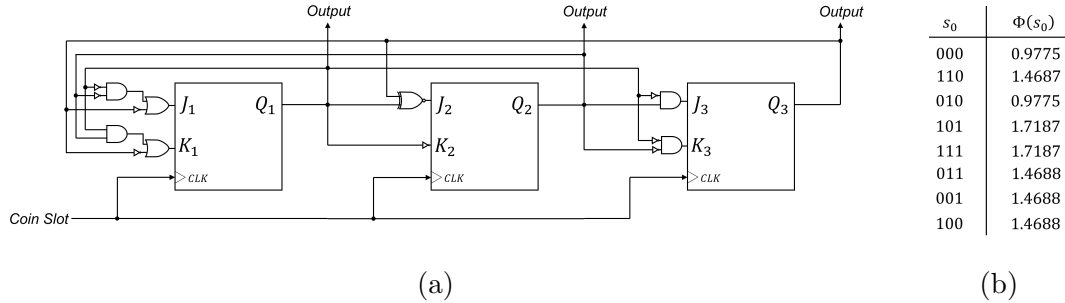 Output Output Output
J₁ Q₁ J₂ Q₂ J₃ Q₃
K₁ K₂ K₃
CLK CLK CLK
Coin Slot
(a)
s₀ Φ(s₀)
000 0.9775
110 1.4687
010 0.9775
101 1.7187
111 1.7187
011 1.4688
001 1.4688
100 1.4688
(b)